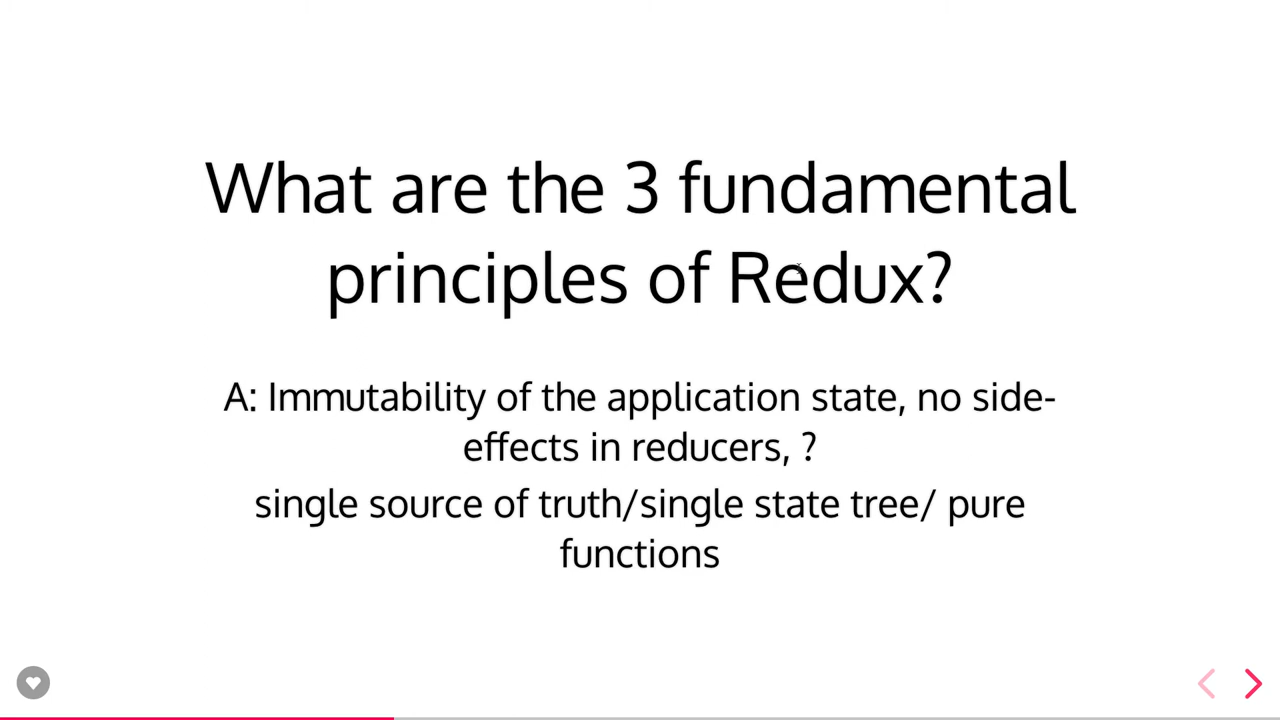 What are the 3 fundamental
principles of Redux?
A: Immutability of the application state, no side-
effects in reducers, ?
single source of truth/single state tree/ pure
functions